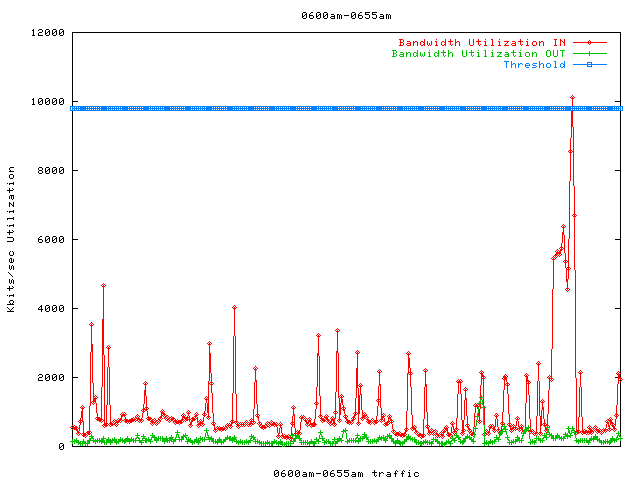 0600am-0655am
12000
Bandwidth Utilization IN
Bandwidth Utilization OUT
Threshold
10000
8000
6000
4000
2000
0
Kbits/sec Utilization
0600am-0655am traffic